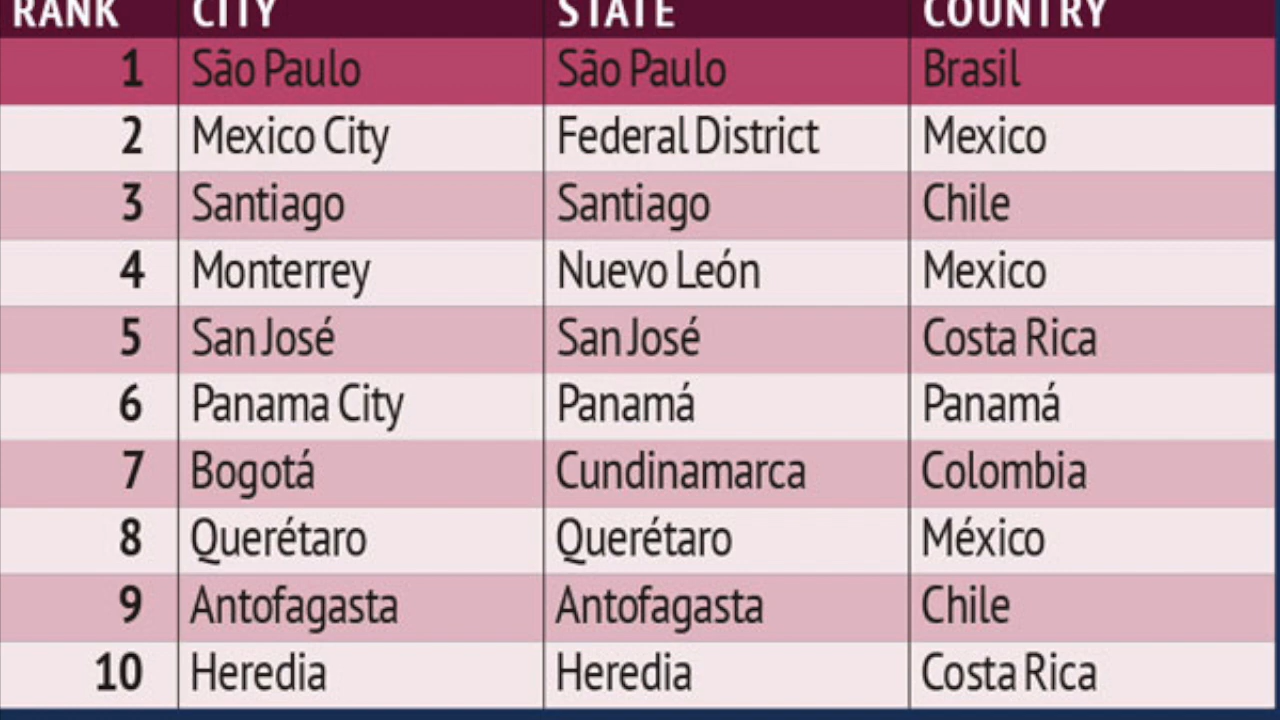 RANK CITY STATE COUNTRY
1 São Paulo São Paulo Brasil
2 Mexico City Federal District Mexico
3 Santiago Santiago Chile
4 Monterrey Nuevo León Mexico
5 San José San José Costa Rica
6 Panama City Panamá Panamá
7 Bogotá Cundinamarca Colombia
8 Querétaro Querétaro México
9 Antofagasta Antofagasta Chile
10 Heredia Heredia Costa Rica